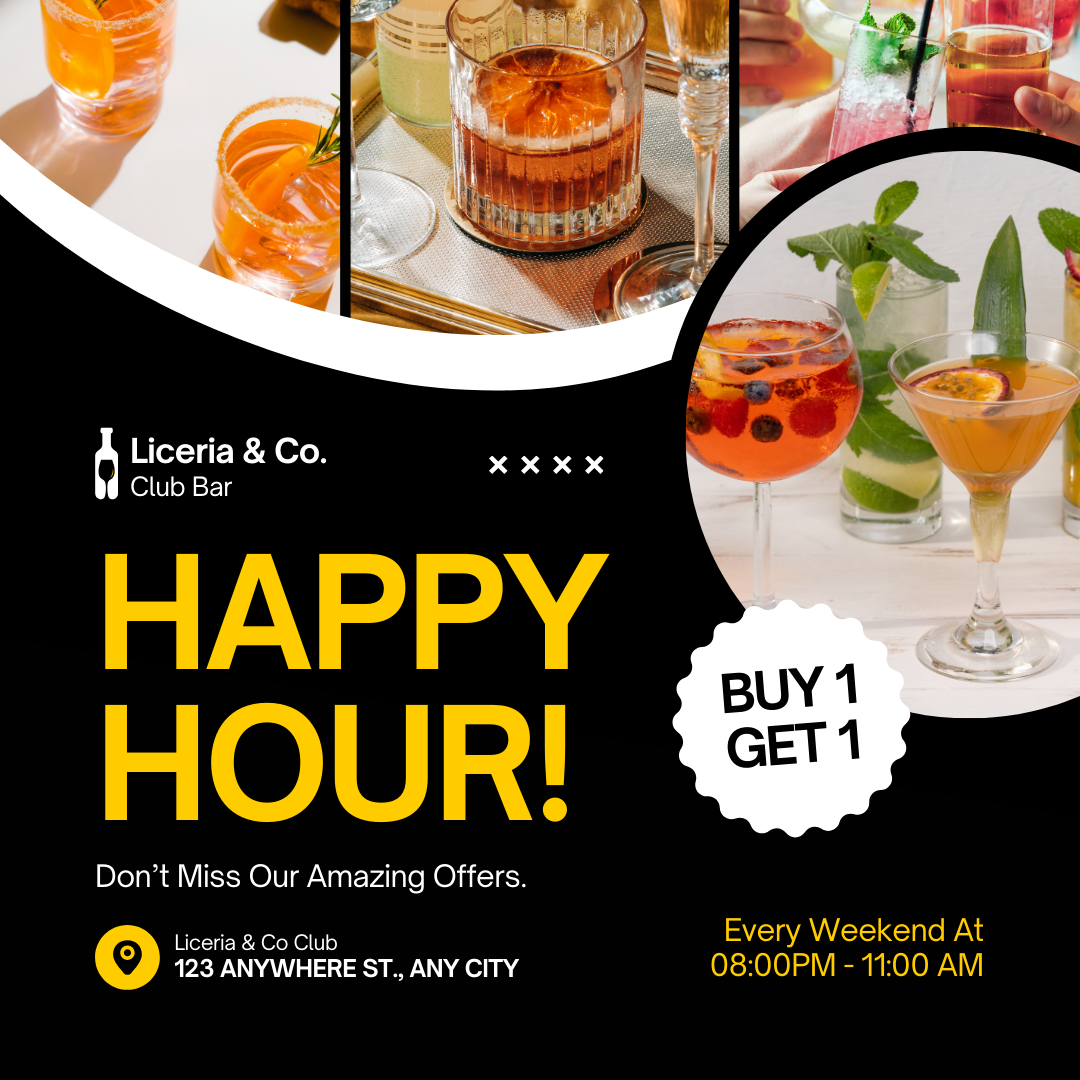 Liceria & Co.
Club Bar
HAPPY
HOUR!
BUY 1
GET 1
Don’t Miss Our Amazing Offers.
Liceria & Co Club
123 ANYWHERE ST., ANY CITY
Every Weekend At
08:00PM - 11:00 AM